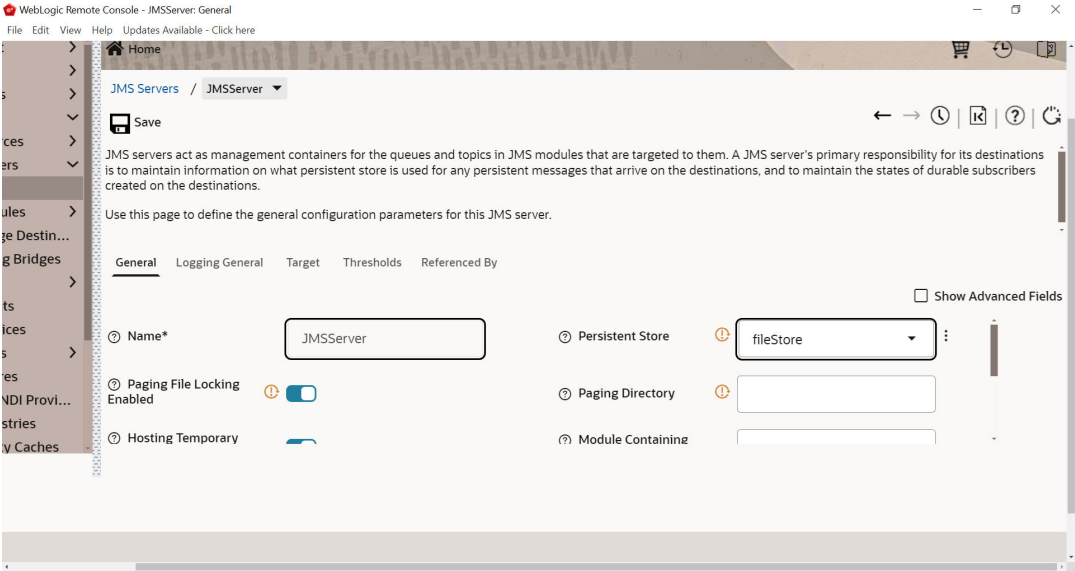 WebLogic Remote Console - JMSServer: General
File Edit View Help Updates Available - Click here
Home
JMS Servers / JMSServer
Save
JMS servers act as management containers for the queues and topics in JMS modules that are targeted to them. A JMS server's primary responsibility for its destinations
is to maintain information on what persistent store is used for any persistent messages that arrive on the destinations, and to maintain the states of durable subscribers
created on the destinations.
Use this page to define the general configuration parameters for this JMS server.
General Logging General Target Thresholds Referenced By
Show Advanced Fields
Name* JMSServer Persistent Store fileStore
Paging File Locking
Enabled Paging Directory
Hosting Temporary Module Containing
s
rces
ers
ules
ge Destin...
g Bridges
ts
ices
s
res
NDI Provi...
stries
y Caches